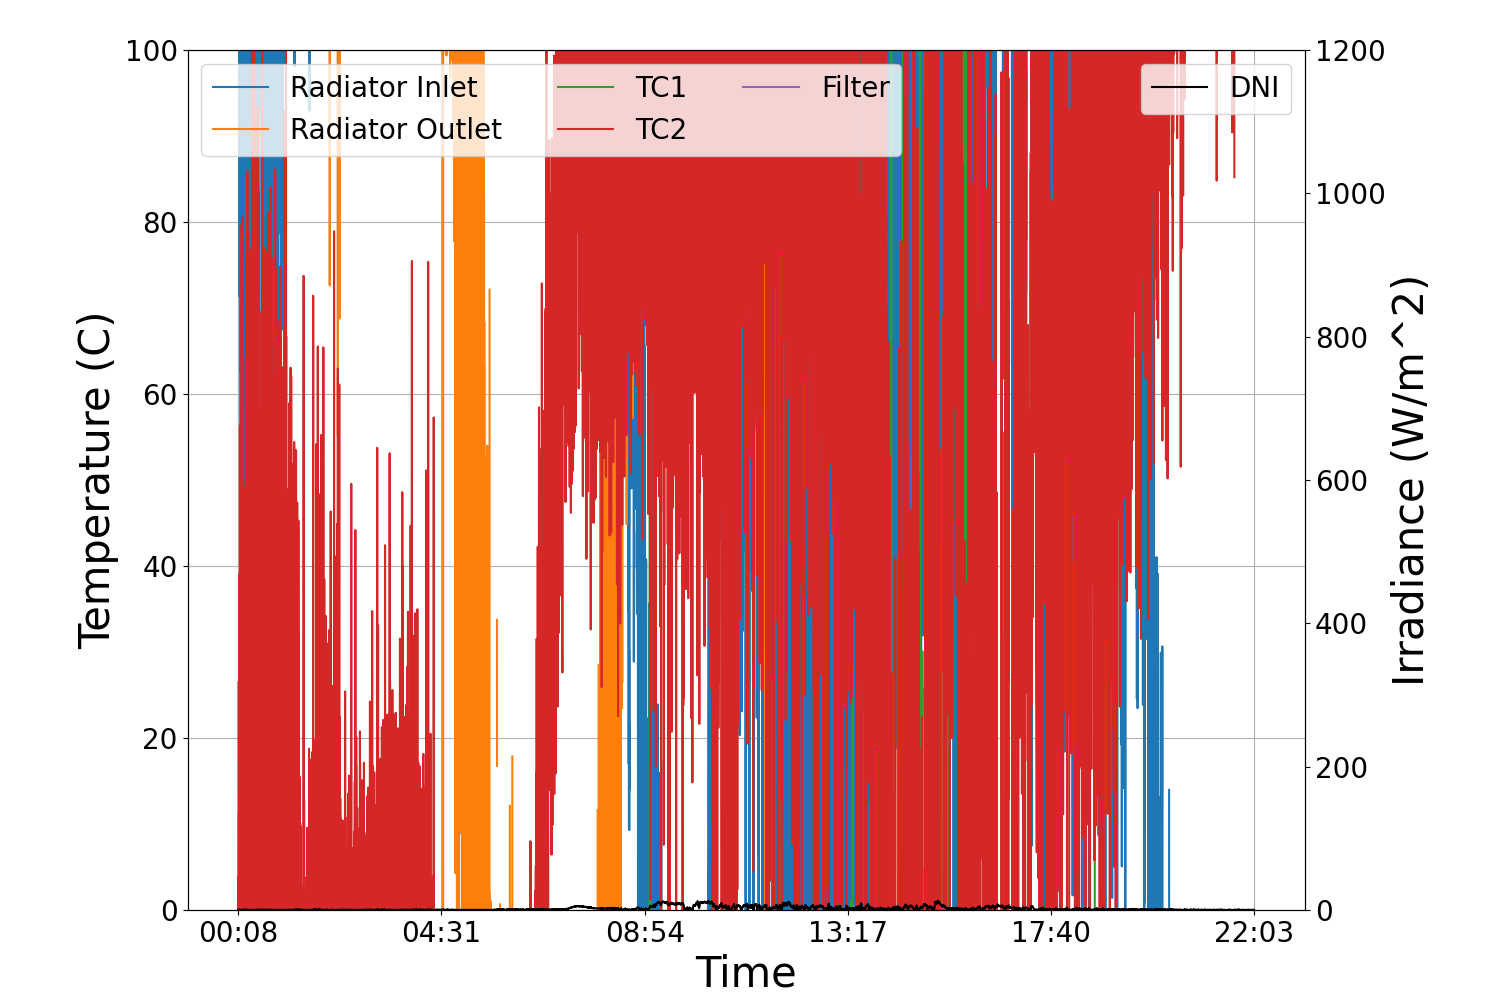 100
80
60
40
20
0
Temperature (C)
Radiator Inlet
Radiator Outlet
TC1
TC2
Filter
DNI
1200
1000
800
600
400
200
0
Irradiance (W/m^2)
00:08 04:31 08:54 13:17 17:40 22:03
Time